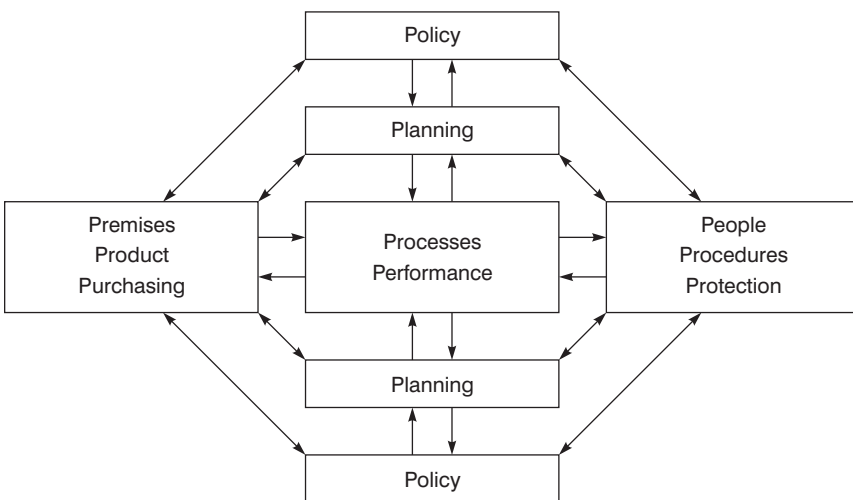 Policy
Planning
Premises
Product
Purchasing
Processes
Performance
People
Procedures
Protection
Planning
Policy